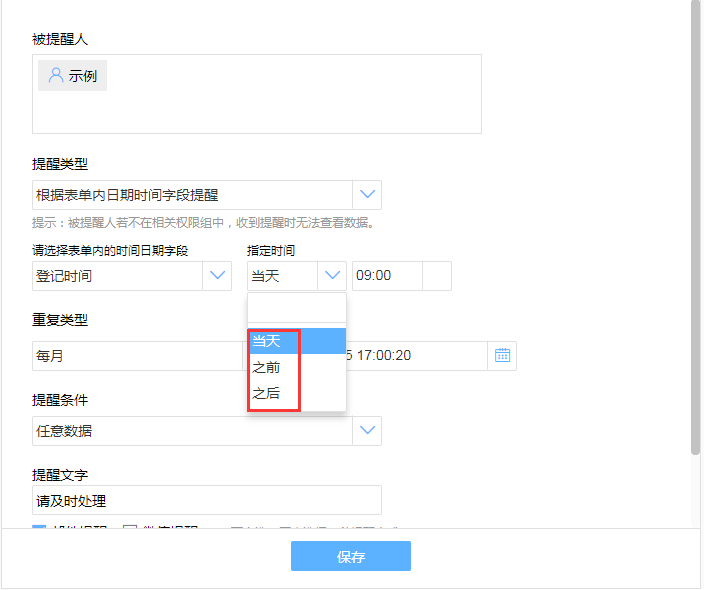 被提醒人
示例
提醒类型
根据表单内日期时间字段提醒
提示：被提醒人若不在相关权限组中，收到提醒时无法查看数据。
请选择表单内的时间日期字段 指定时间
登记时间 当天 09:00
重复类型
当天
每月 5 17:00:20
之前
之后
提醒条件
任意数据
提醒文字
请及时处理
保存